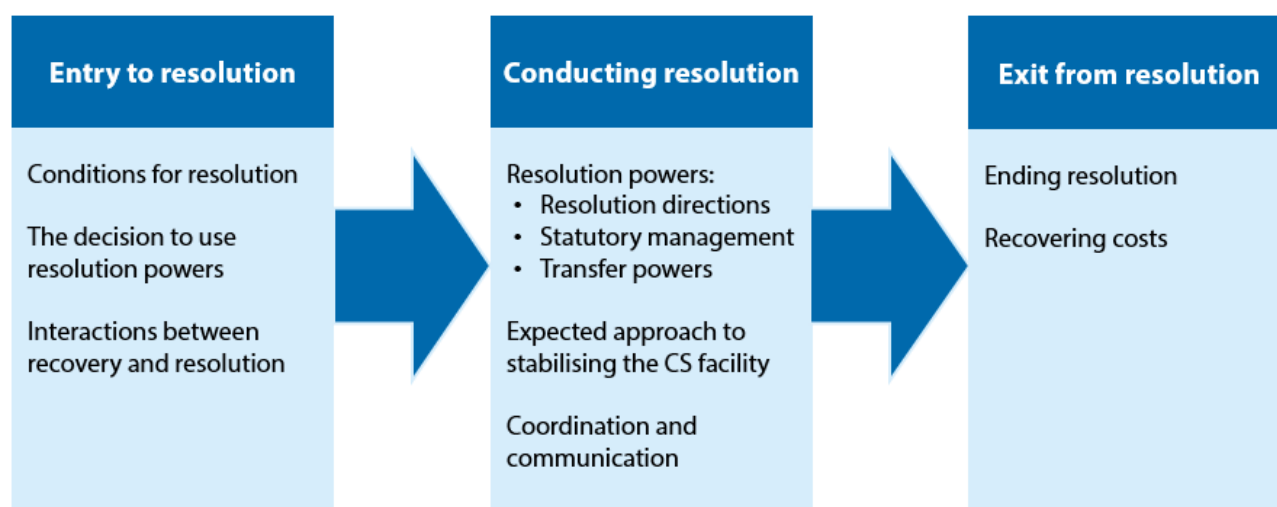 Entry to resolution
Conditions for resolution
The decision to use
resolution powers
Interactions between
recovery and resolution
Conducting resolution
Resolution powers:
• Resolution directions
• Statutory management
• Transfer powers
Expected approach to
stabilising the CS facility
Coordination and
communication
Exit from resolution
Ending resolution
Recovering costs